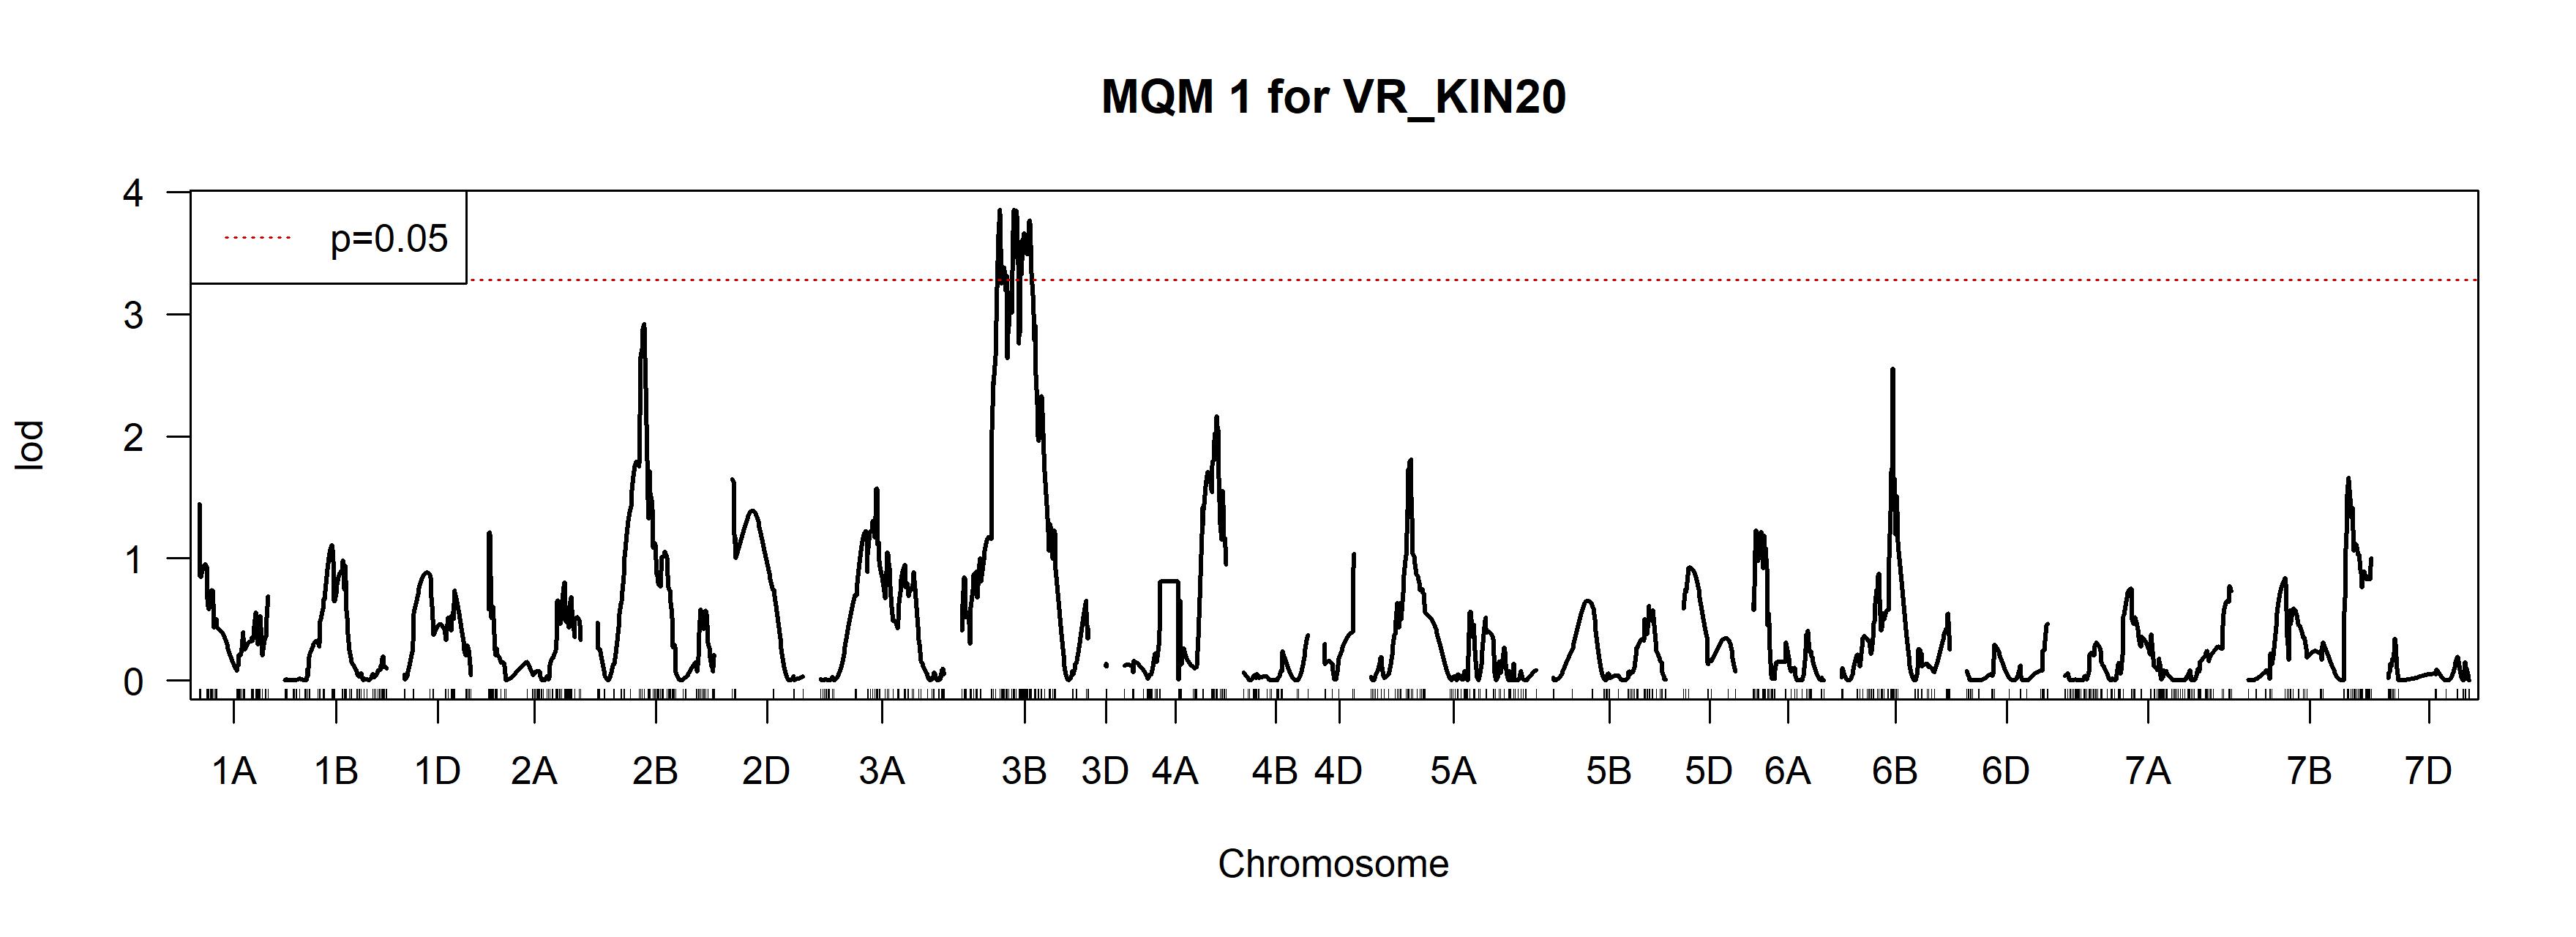 MQM 1 for VR_KIN20
p=0.05
4
3
2
1
0
lod
1A 1B 1D 2A 2B 2D 3A 3B 3D 4A 4B 4D 5A 5B 5D 6A 6B 6D 7A 7B 7D
Chromosome